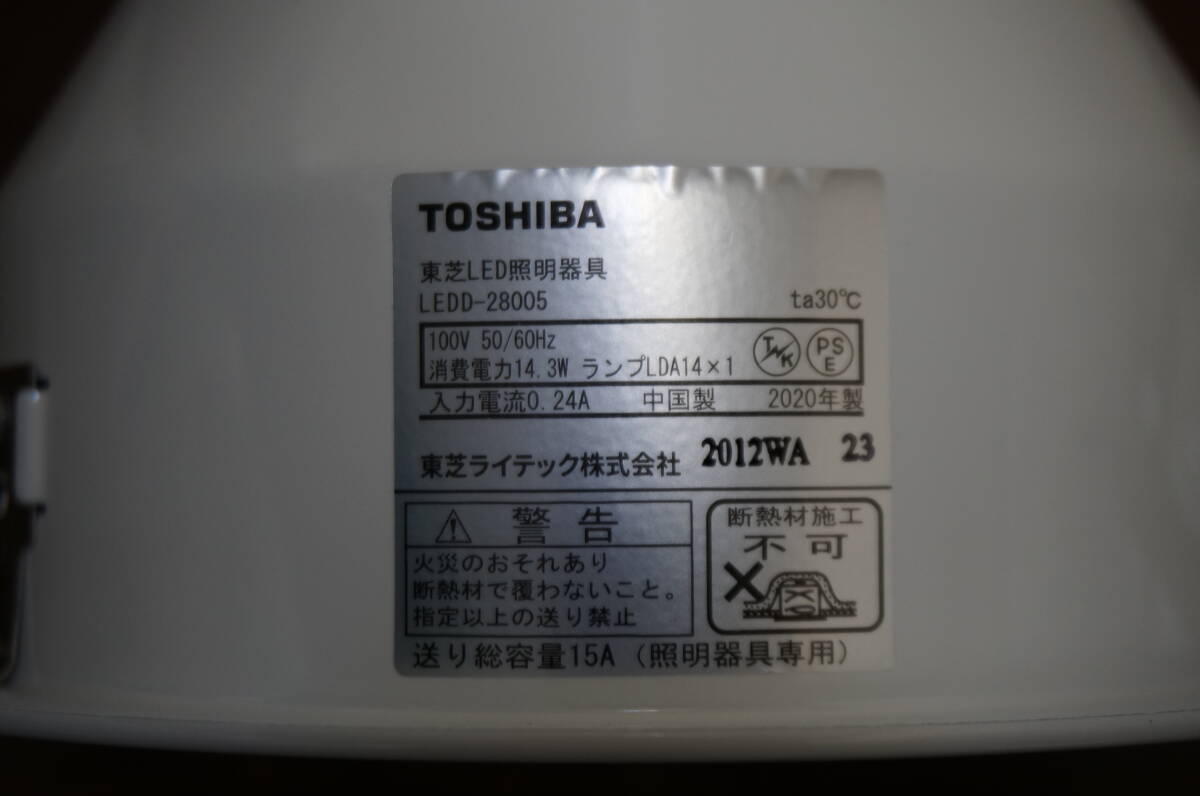 TOSHIBA
東芝LED照明器具
LEDD-28005 ta30℃
100V 50/60Hz
消費電力14.3W ランプLDA14×1
入力電流0.24A 中国製 2020年製
東芝ライテック株式会社 2012WA 23
警告
火災のおそれあり
断熱材で覆わないこと。
指定以上の送り禁止
断熱材施工
不可
送り総容量15A (照明器具専用)
PS
E